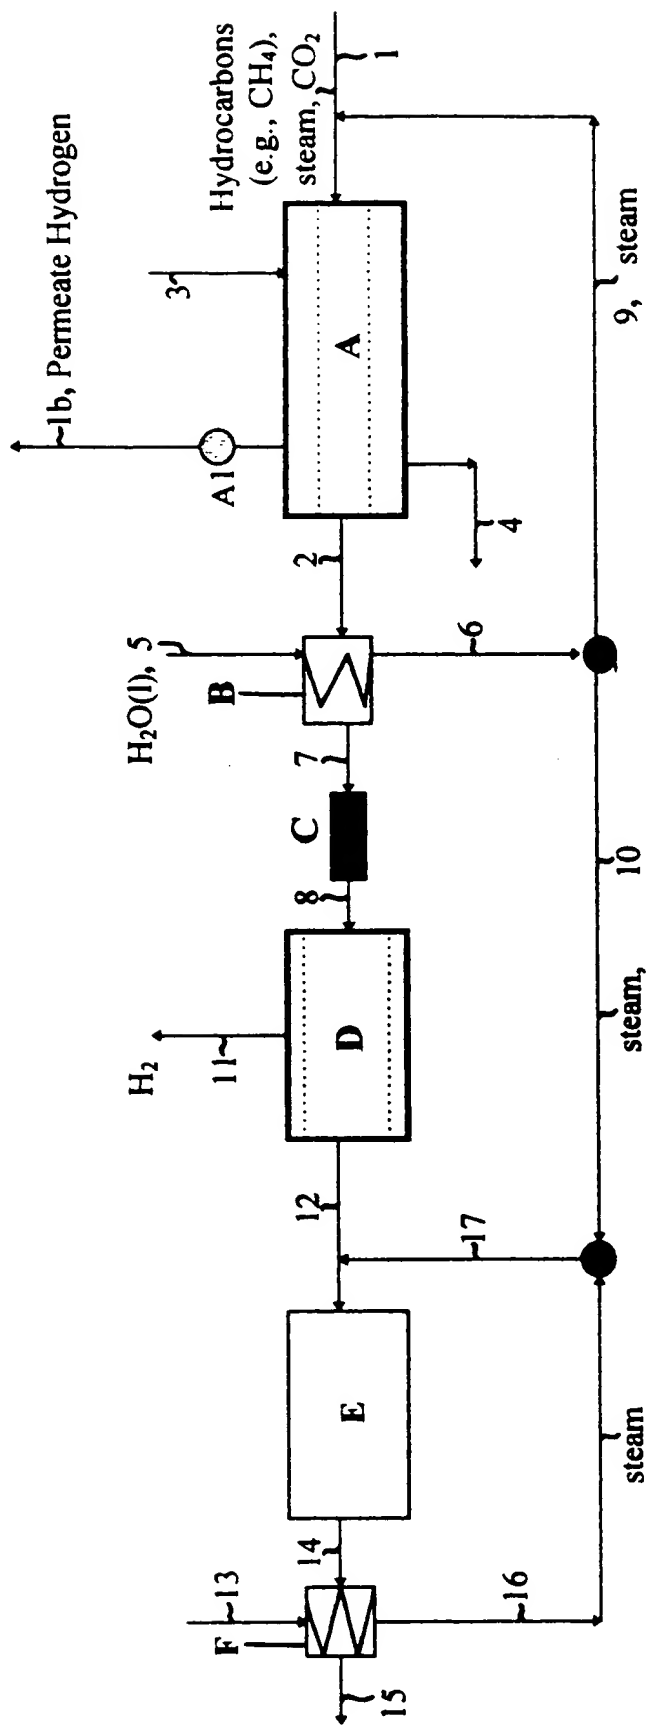 Hydrocarbons
(e.g., CH₄),
steam, CO₂
1
1b, Permeate Hydrogen
3
A1
A
9, steam
2
4
H₂O(l), 5
B
6
7
C
8
10
steam,
H₂
11
D
12
17
E
steam
14
13
F
16
15